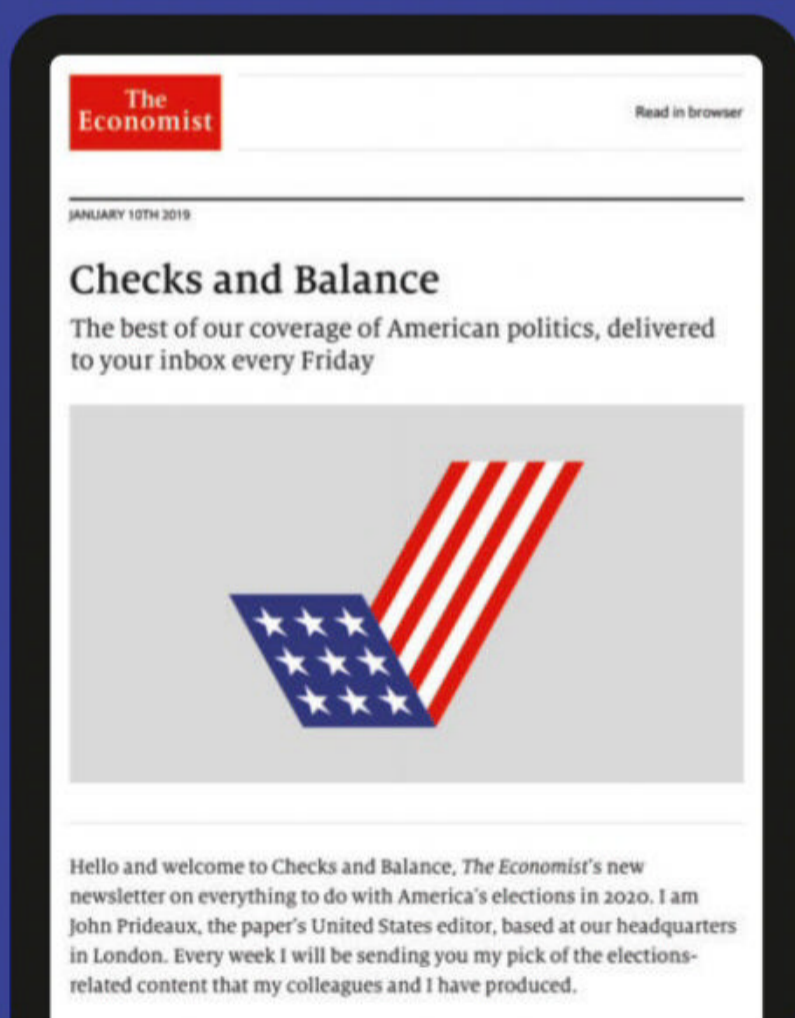 The
Economist
Read in browser
JANUARY 10TH 2019
Checks and Balance
The best of our coverage of American politics, delivered
to your inbox every Friday
Hello and welcome to Checks and Balance, The Economist's new
newsletter on everything to do with America's elections in 2020. I am
John Prideaux, the paper's United States editor, based at our headquarters
in London. Every week I will be sending you my pick of the elections-
related content that my colleagues and I have produced.